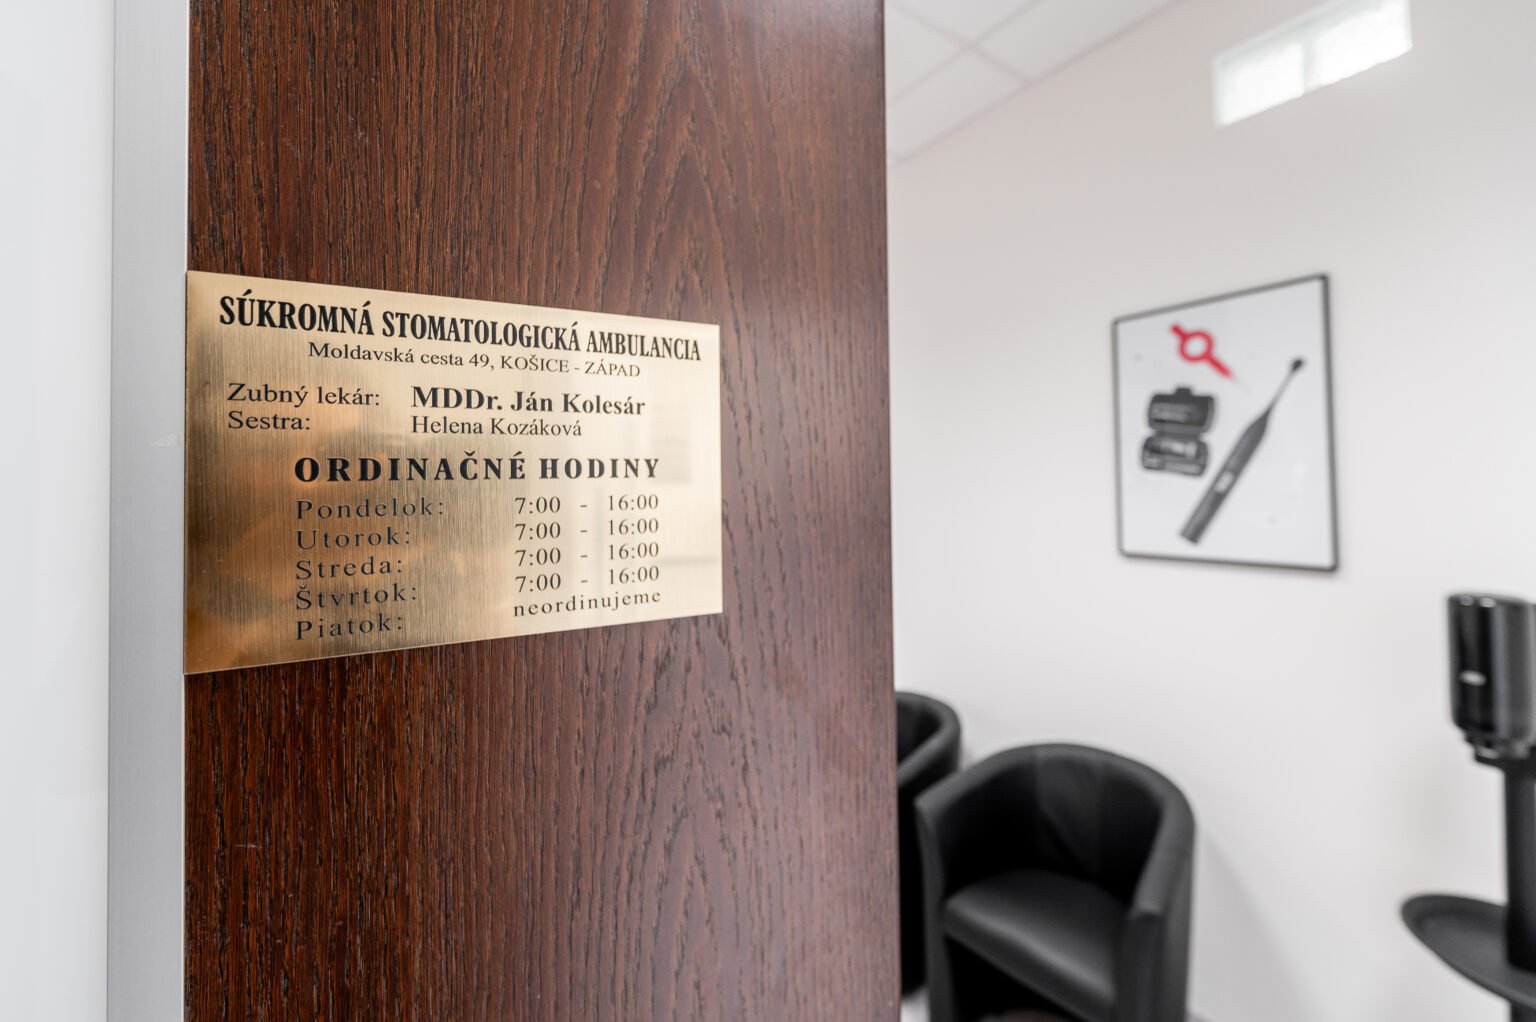 SÚKROMNÁ STOMATOLOGICKÁ AMBULANCIA
Moldavská cesta 49, KOŠICE - ZÁPAD
Zubný lekár: MDDr. Ján Kolesár
Sestra: Helena Kozáková
ORDINAČNÉ HODINY
Pondelok: 7:00 - 16:00
Utorok: 7:00 - 16:00
Streda: 7:00 - 16:00
Štvrtok: 7:00 - 16:00
Piatok: neordinujeme